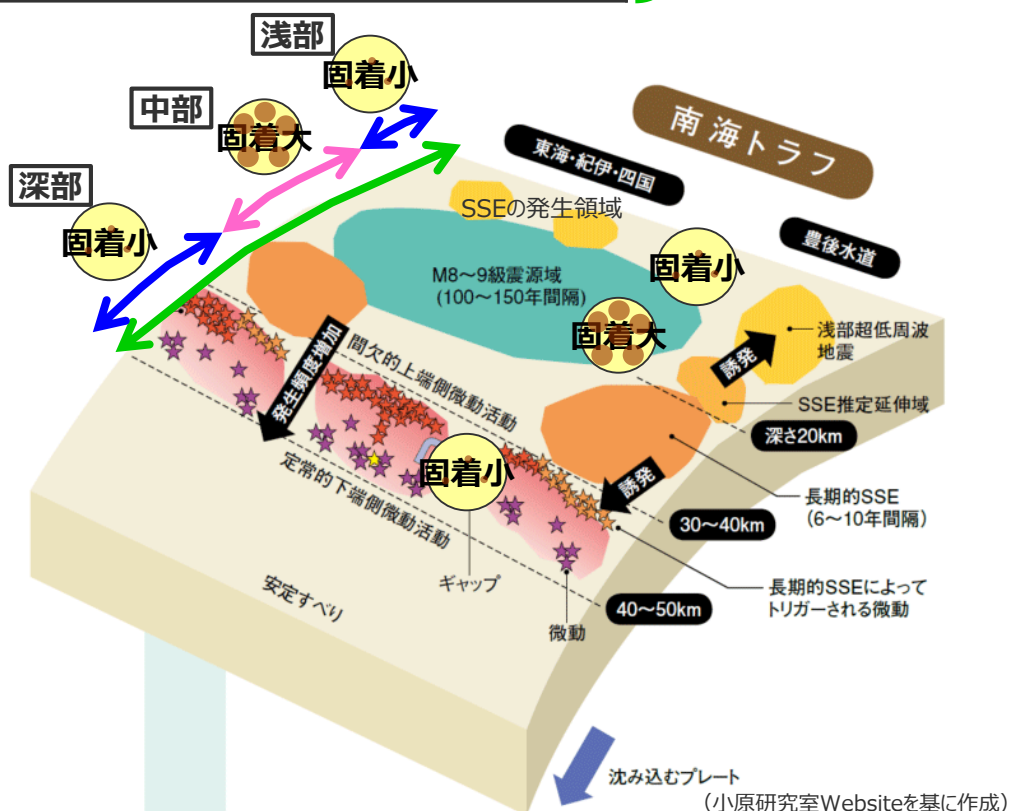 浅部
固着小
中部
固着大
深部
固着小
南海トラフ
東海・紀伊・四国
豊後水道
SSEの発生領域
固着小
M8〜9級震源域
(100〜150年間隔)
固着大
浅部超低周波
地震
誘発
SSE推定延伸域
深さ20km
発生頻度増加
間欠的上端側微動活動
固着小
誘発
長期的SSE
(6〜10年間隔)
30〜40km
定常的下端側微動活動
ギャップ
長期的SSEによって
トリガーされる微動
40〜50km
微動
安定すべり
沈み込むプレート
(小原研究室Websiteを基に作成)